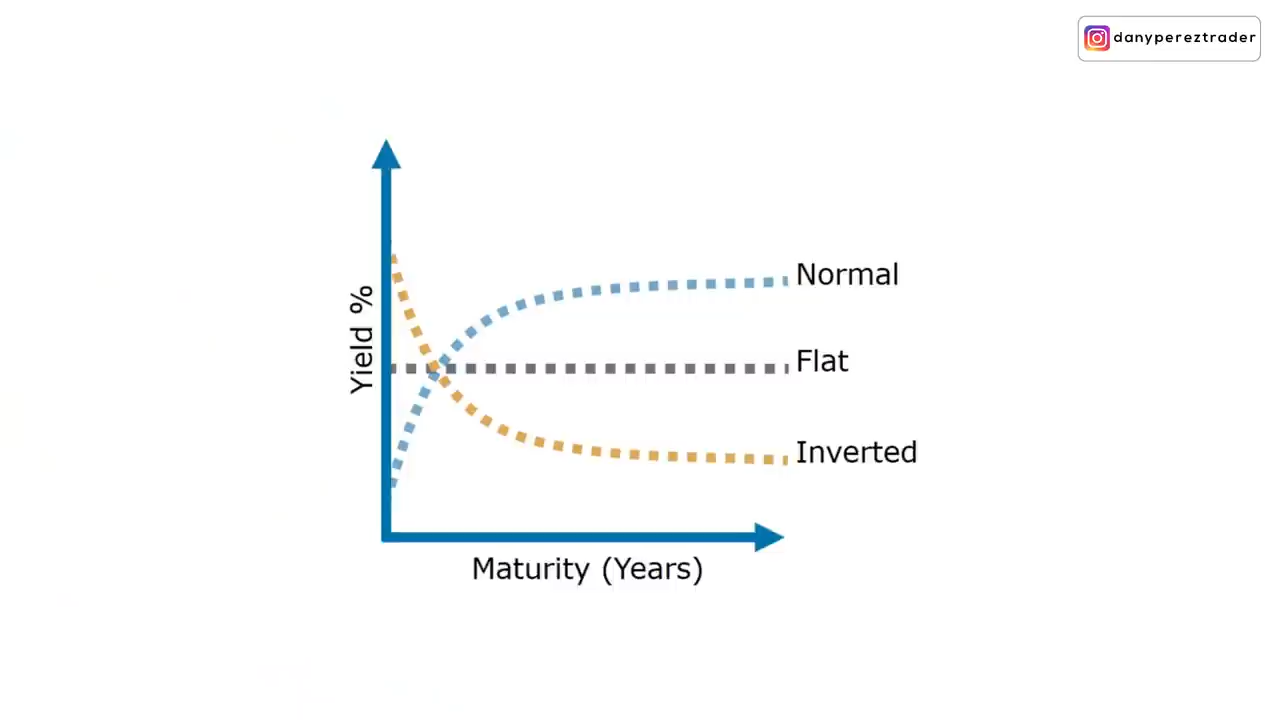 danypereztrader
Yield %
Normal
Flat
Inverted
Maturity (Years)